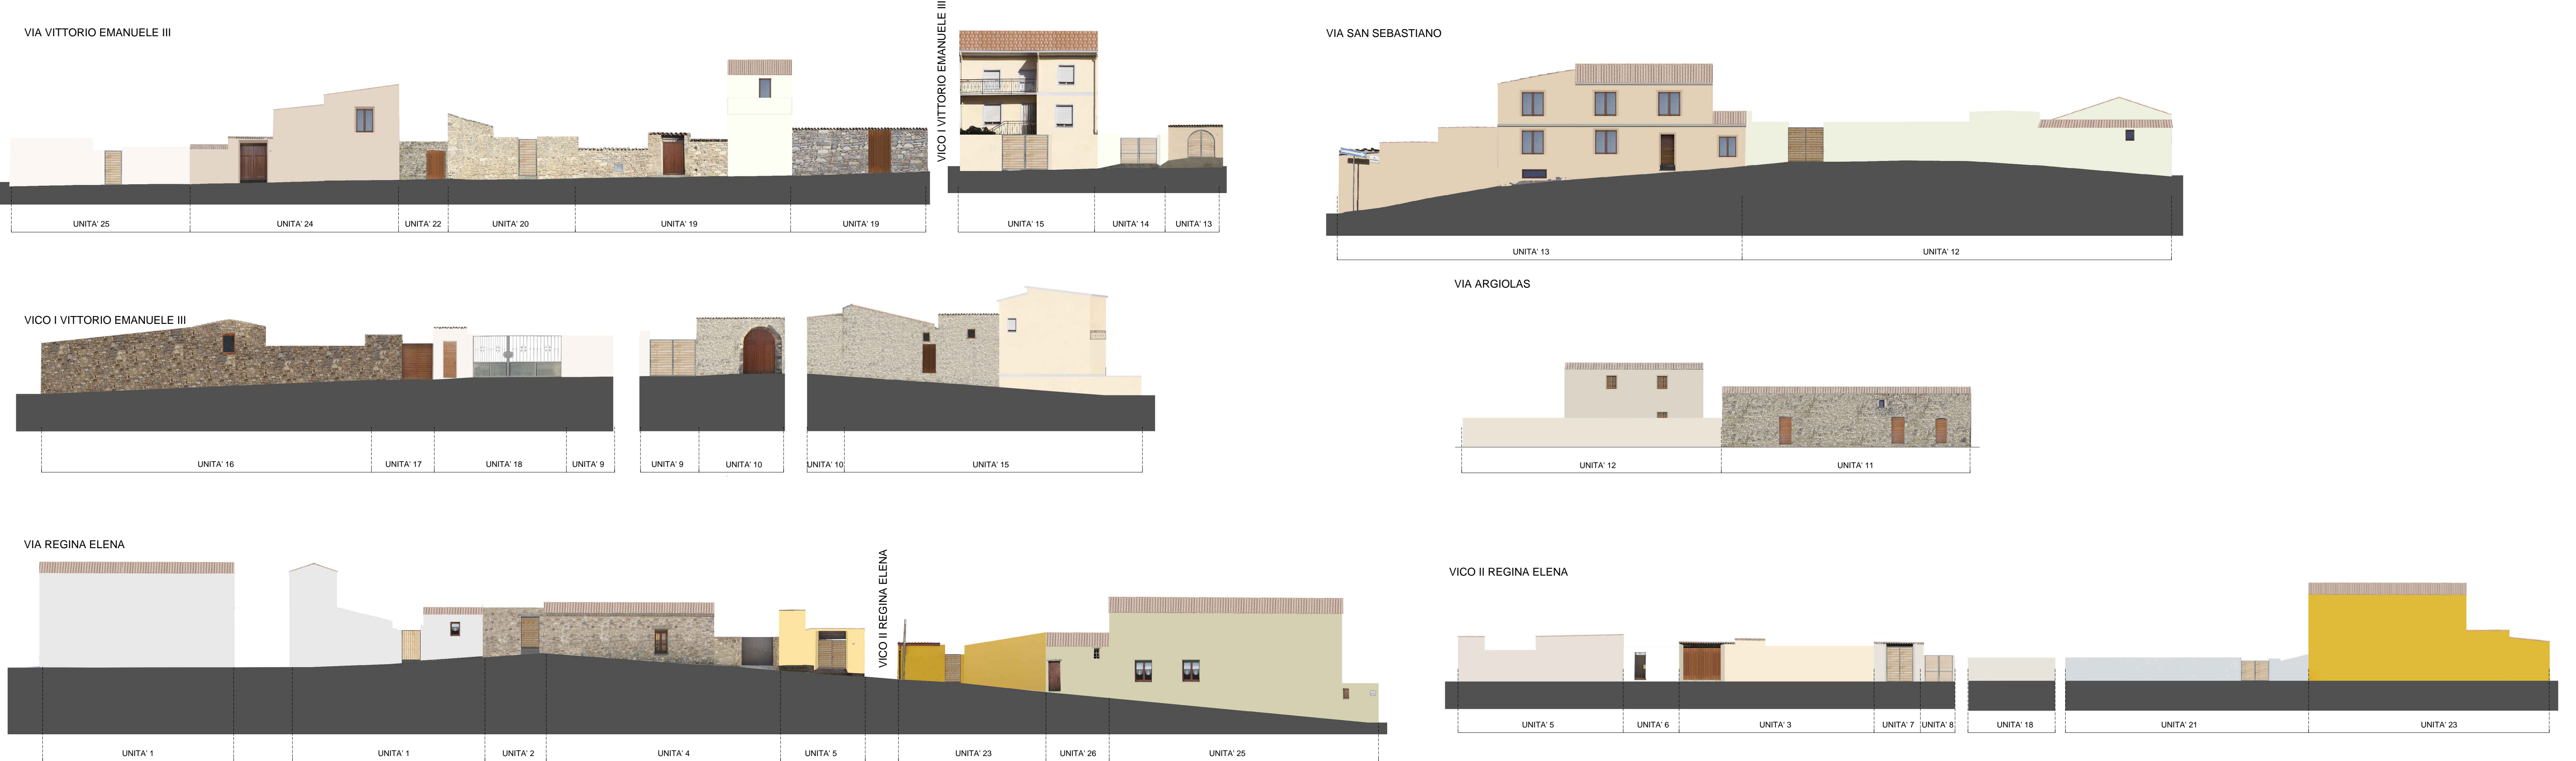 VIA VITTORIO EMANUELE III
UNITA' 25
UNITA' 24
UNITA' 22
UNITA' 20
UNITA' 19
UNITA' 19
VICO I VITTORIO EMANUELE III
UNITA' 15
UNITA' 14
UNITA' 13
VIA SAN SEBASTIANO
UNITA' 13
UNITA' 12
VICO I VITTORIO EMANUELE III
UNITA' 16
UNITA' 17
UNITA' 18
UNITA' 9
UNITA' 9
UNITA' 10
UNITA' 10
UNITA' 15
VIA ARGIOLAS
UNITA' 12
UNITA' 11
VIA REGINA ELENA
UNITA' 1
UNITA' 1
UNITA' 2
UNITA' 4
UNITA' 5
VICO II REGINA ELENA
UNITA' 23
UNITA' 26
UNITA' 25
VICO II REGINA ELENA
UNITA' 5
UNITA' 6
UNITA' 3
UNITA' 7
UNITA' 8
UNITA' 18
UNITA' 21
UNITA' 23